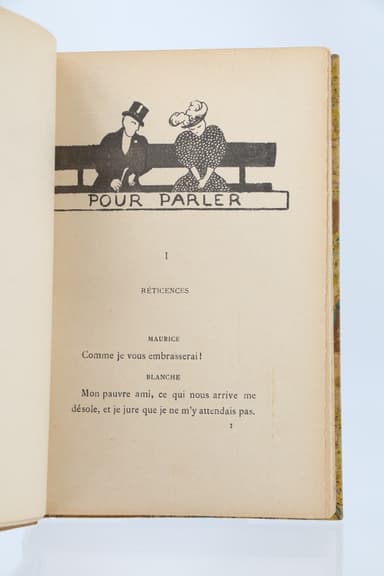 POUR PARLER
I
RÉTICENCES
MAURICE
Comme je vous embrasserai!
BLANCHE
Mon pauvre ami, ce qui nous arrive me
désole, et je jure que je ne m'y attendais pas.
1